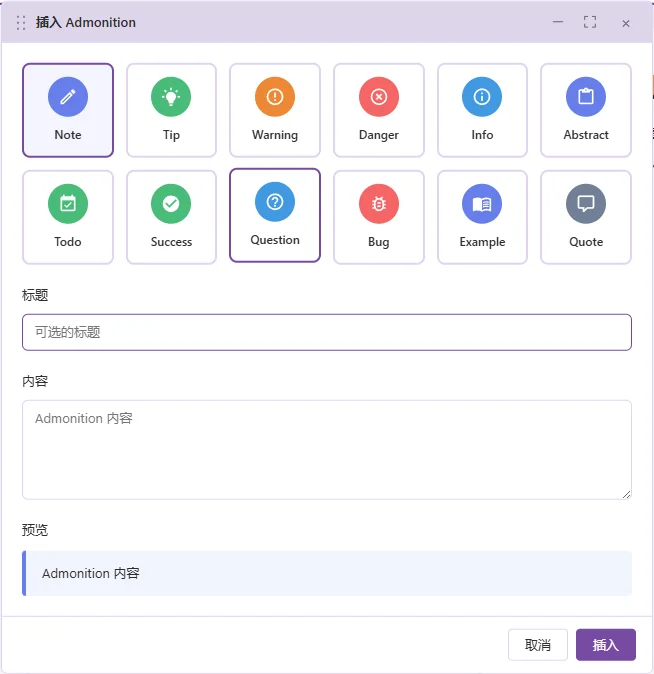 插入 Admonition
Note Tip Warning Danger Info Abstract
Todo Success Question Bug Example Quote
标题
可选的标题
内容
Admonition 内容
预览
Admonition 内容
取消 插入